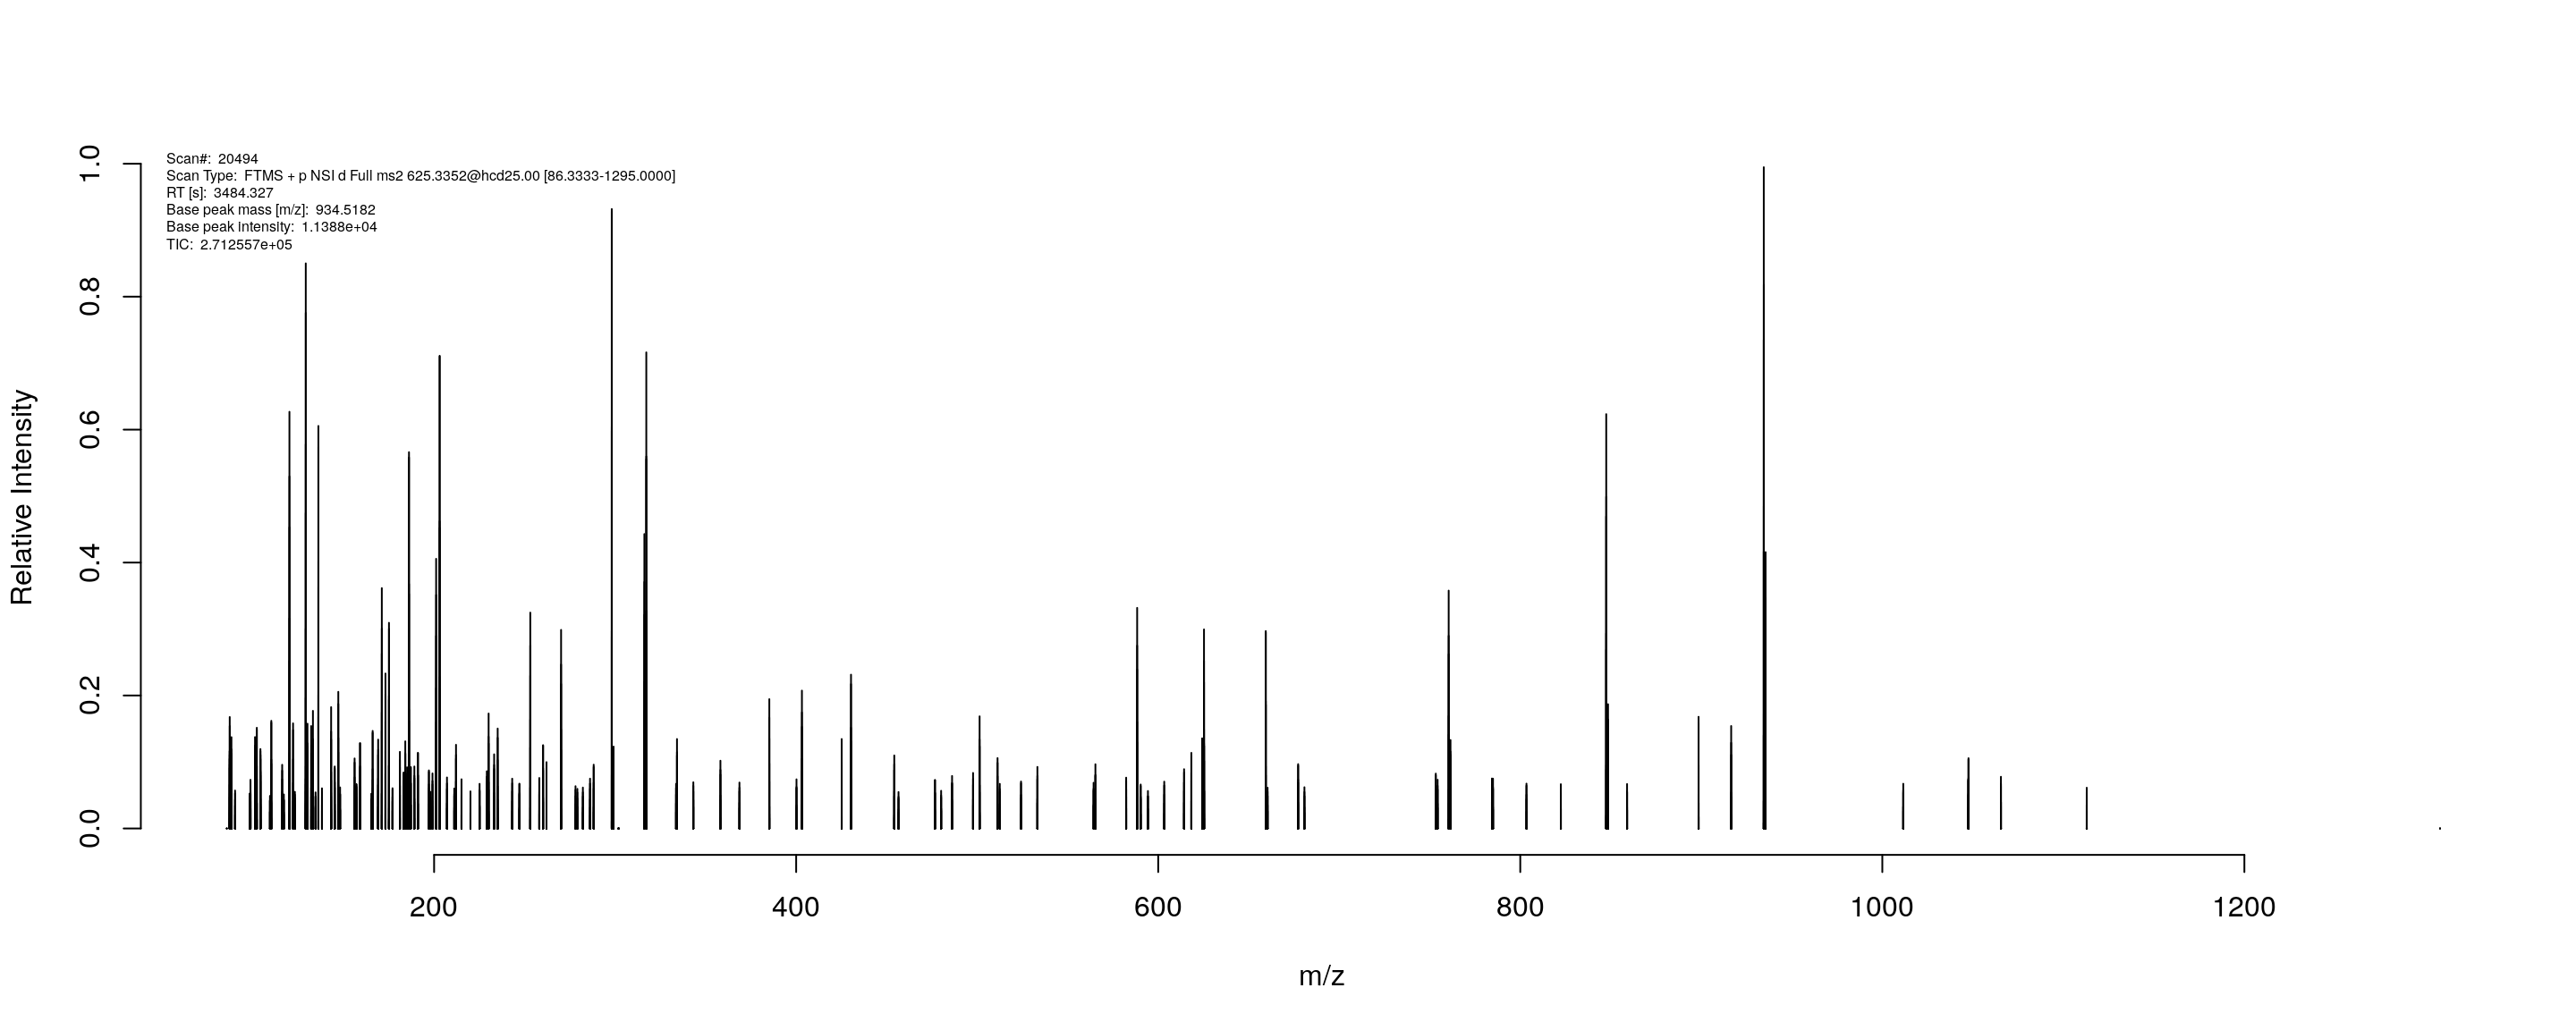 Scan#: 20494
Scan Type: FTMS + p NSI d Full ms2 625.3352@hcd25.00 [86.3333-1295.0000]
RT [s]: 3484.327
Base peak mass [m/z]: 934.5182
Base peak intensity: 1.1388e+04
TIC: 2.712557e+05
1.0
0.8
0.6
0.4
0.2
0.0
Relative Intensity
200 400 600 800 1000 1200
m/z